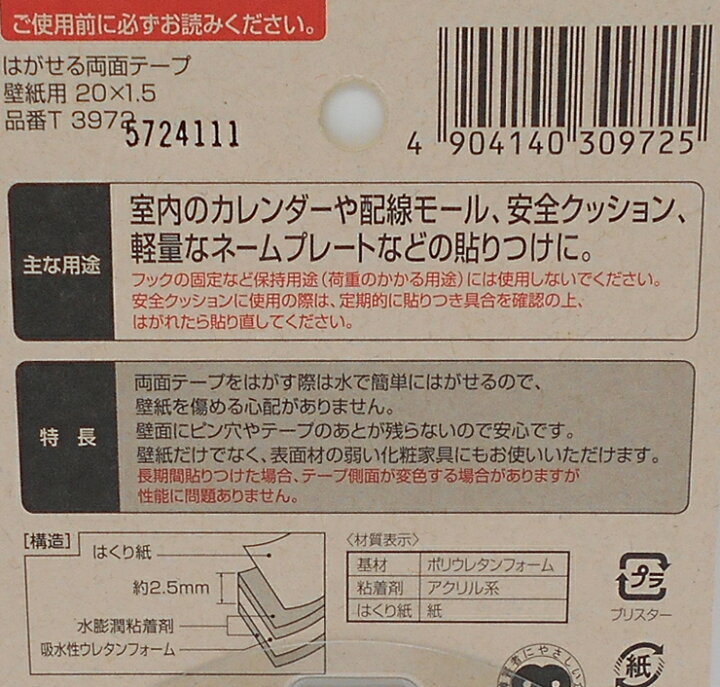 ご使用前に必ずお読みください。
はがせる両面テープ
壁紙用 20×1.5
品番T 3972
5724111
4 904140 309725
主な用途
室内のカレンダーや配線モール、安全クッション、
軽量なネームプレートなどの貼りつけに。
フックの固定など保持用途(荷重のかかる用途)には使用しないでください。
安全クッションに使用の際は、定期的に貼りつき具合を確認の上、
はがれたら貼り直してください。
特長
両面テープをはがす際は水で簡単にはがせるので、
壁紙を傷める心配がありません。
壁面にピン穴やテープのあとが残らないので安心です。
壁紙だけでなく、表面材の弱い化粧家具にもお使いいただけます。
長期間貼りつけた場合、テープ側面が変色する場合がありますが
性能に問題ありません。
[構造]
はくり紙
約2.5mm
水膨潤粘着剤
吸水性ウレタンフォーム
〈材質表示〉
基材 ポリウレタンフォーム
粘着剤 アクリル系
はくり紙 紙
プラ
ブリスター
紙
にやさしい